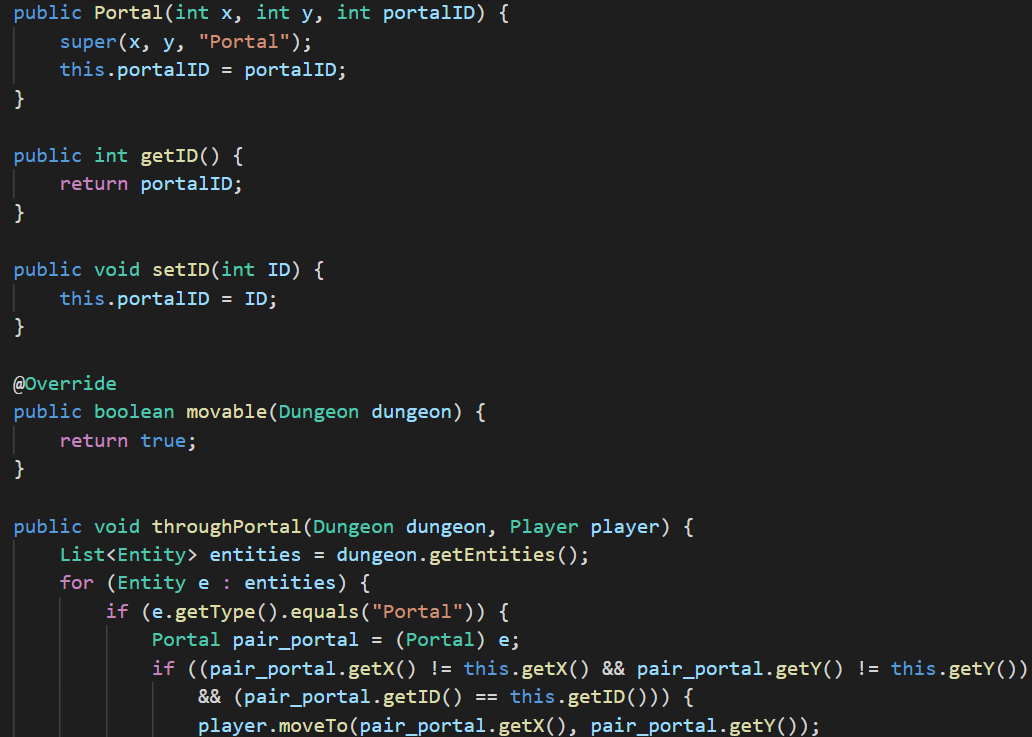 public Portal(int x, int y, int portalID) {
    super(x, y, "Portal");
    this.portalID = portalID;
}

public int getID() {
    return portalID;
}

public void setID(int ID) {
    this.portalID = ID;
}

@Override
public boolean movable(Dungeon dungeon) {
    return true;
}

public void throughPortal(Dungeon dungeon, Player player) {
    List<Entity> entities = dungeon.getEntities();
    for (Entity e : entities) {
        if (e.getType().equals("Portal")) {
            Portal pair_portal = (Portal) e;
            if ((pair_portal.getX() != this.getX() && pair_portal.getY() != this.getY())
                && (pair_portal.getID() == this.getID())) {
                player.moveTo(pair_portal.getX(), pair_portal.getY());